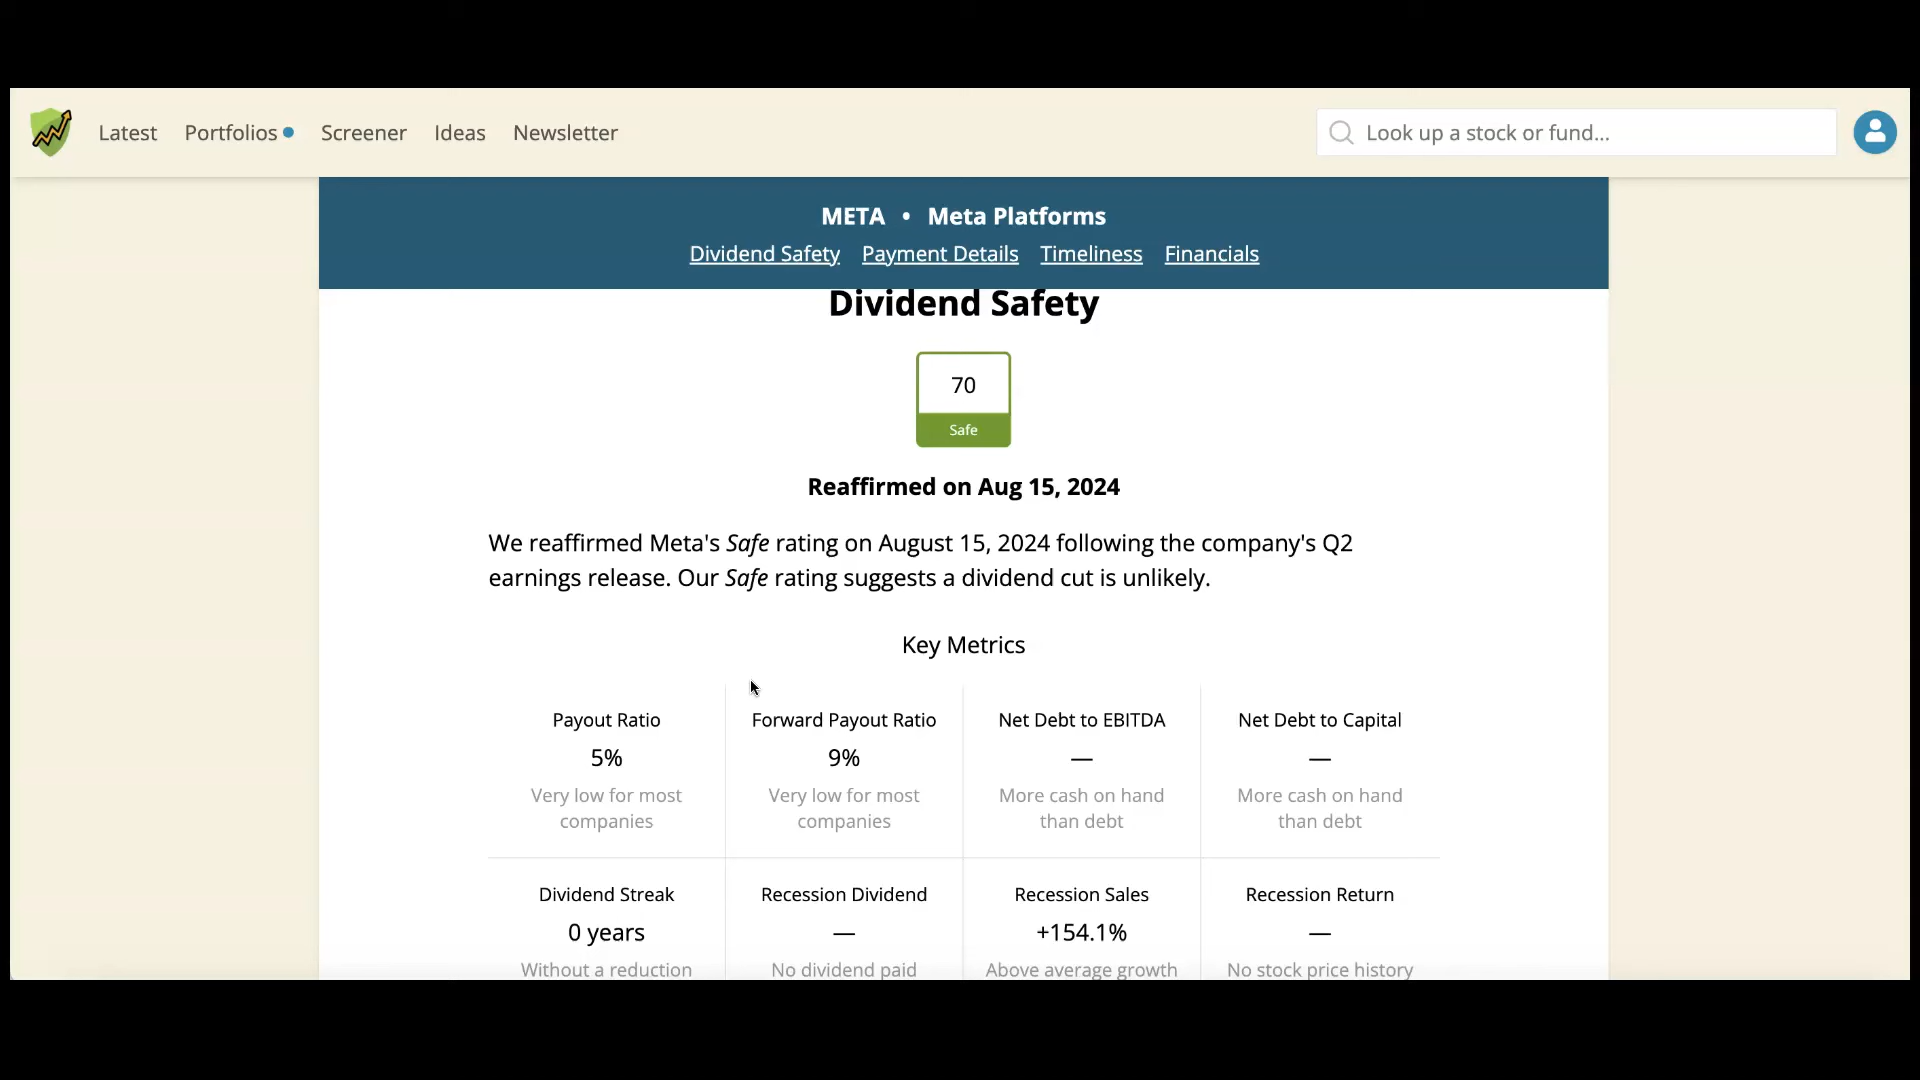 Latest Portfolios Screener Ideas Newsletter Look up a stock or fund...
META • Meta Platforms
Dividend Safety Payment Details Timeliness Financials
Dividend Safety
70
Safe
Reaffirmed on Aug 15, 2024
We reaffirmed Meta's Safe rating on August 15, 2024 following the company's Q2
earnings release. Our Safe rating suggests a dividend cut is unlikely.
Key Metrics
Payout Ratio Forward Payout Ratio Net Debt to EBITDA Net Debt to Capital
5% 9% — —
Very low for most Very low for most More cash on hand More cash on hand
companies companies than debt than debt
Dividend Streak Recession Dividend Recession Sales Recession Return
0 years — +154.1% —
Without a reduction No dividend paid Above average growth No stock price history